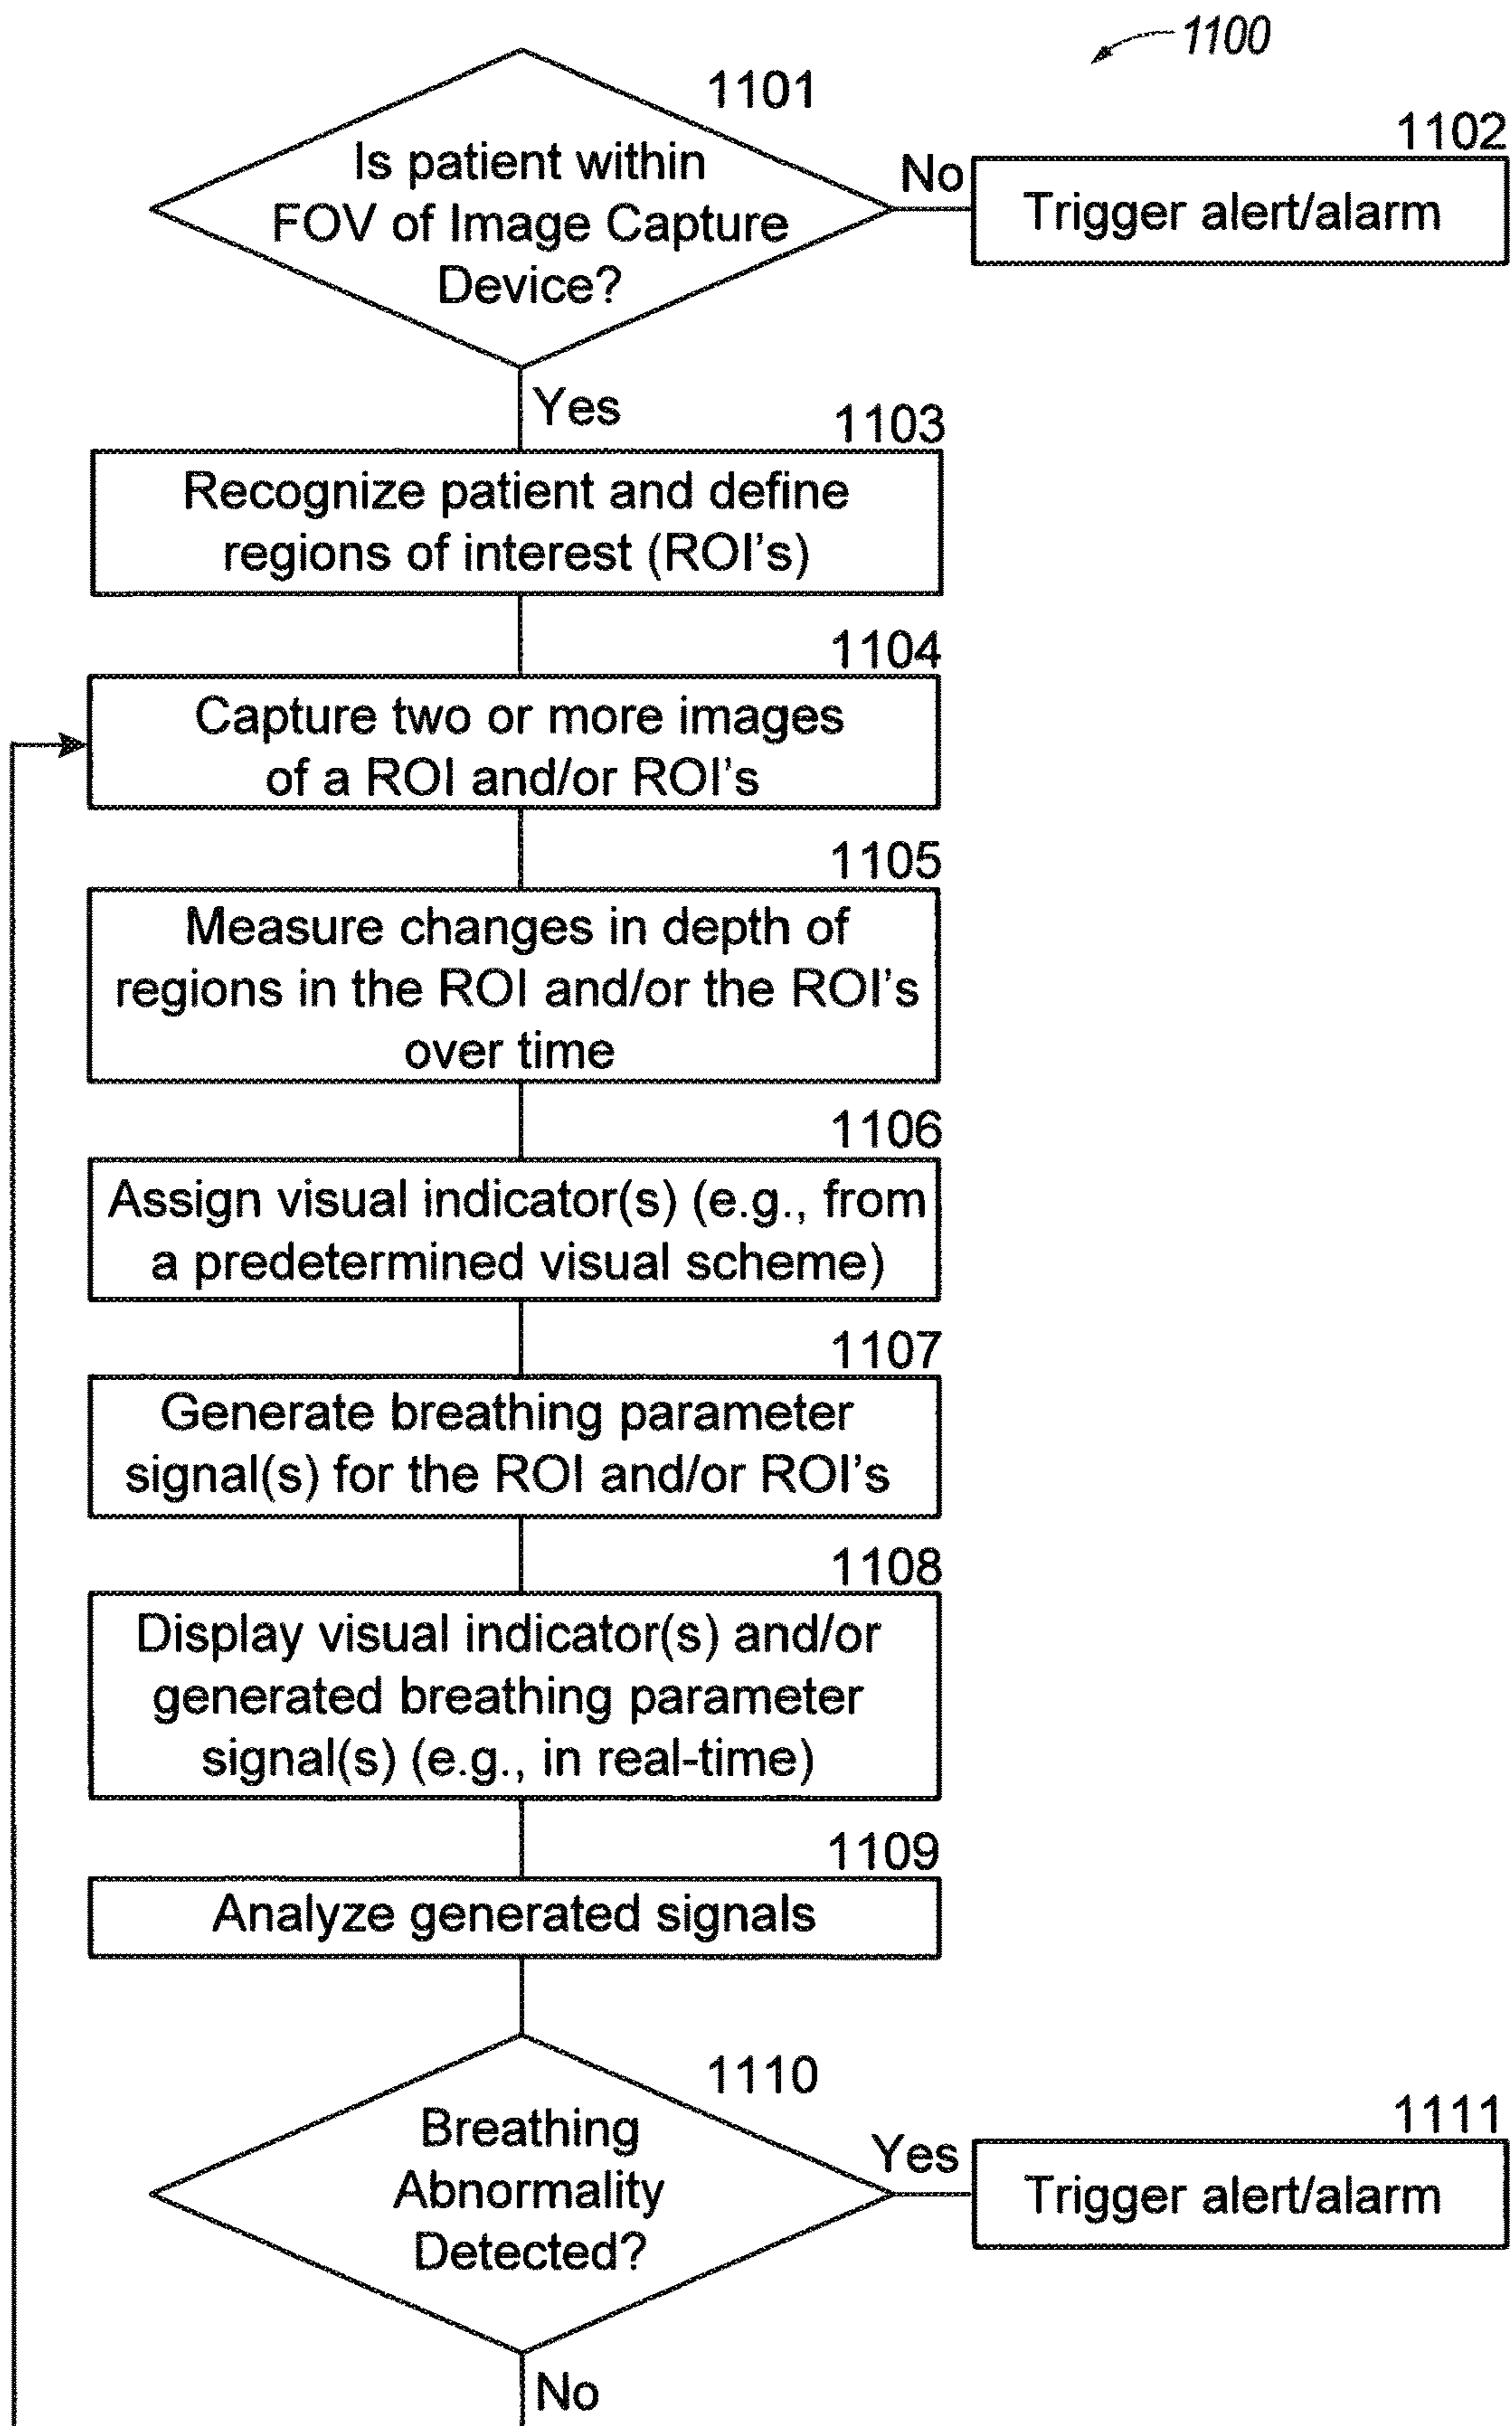 1100
1101
Is patient within
FOV of Image Capture
Device?
No
1102
Trigger alert/alarm
Yes
1103
Recognize patient and define
regions of interest (ROI's)
1104
Capture two or more images
of a ROI and/or ROI's
1105
Measure changes in depth of
regions in the ROI and/or the ROI's
over time
1106
Assign visual indicator(s) (e.g., from
a predetermined visual scheme)
1107
Generate breathing parameter
signal(s) for the ROI and/or ROI's
1108
Display visual indicator(s) and/or
generated breathing parameter
signal(s) (e.g., in real-time)
1109
Analyze generated signals
1110
Breathing
Abnormality
Detected?
Yes
1111
Trigger alert/alarm
No